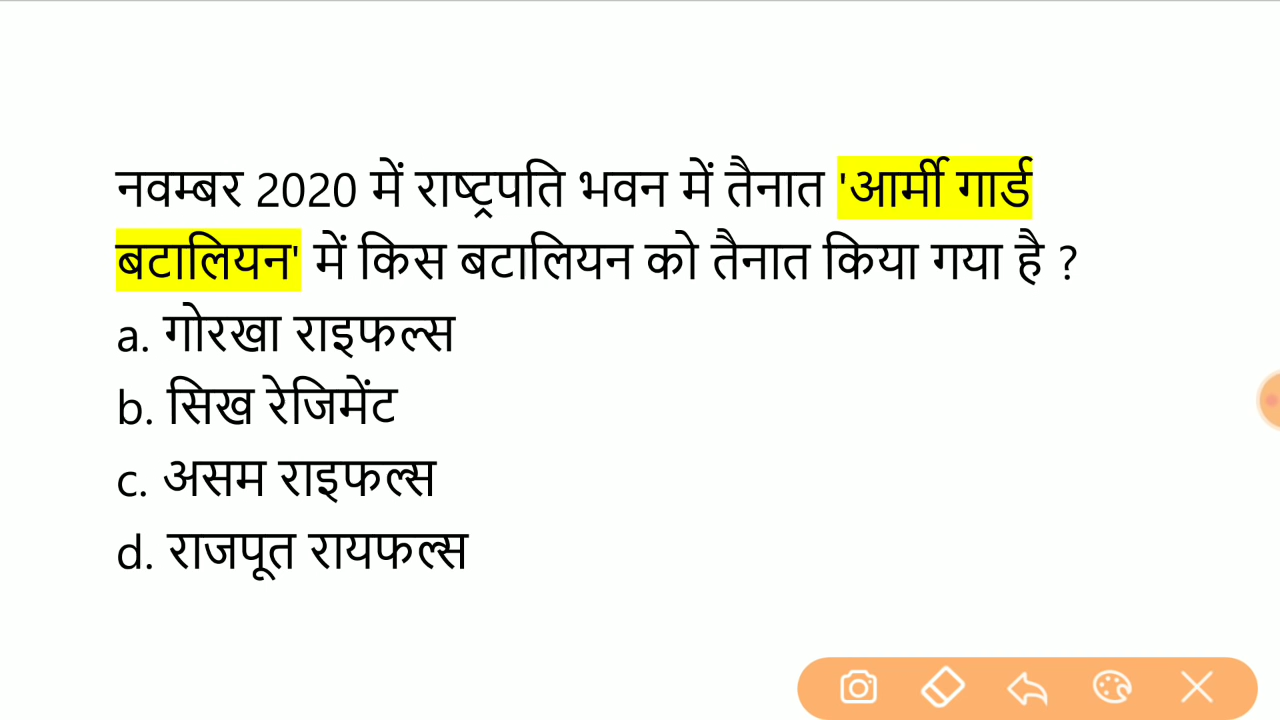 नवम्बर 2020 में राष्ट्रपति भवन में तैनात 'आर्मी गार्ड
बटालियन' में किस बटालियन को तैनात किया गया है ?
a. गोरखा राइफल्स
b. सिख रेजिमेंट
c. असम राइफल्स
d. राजपूत रायफल्स